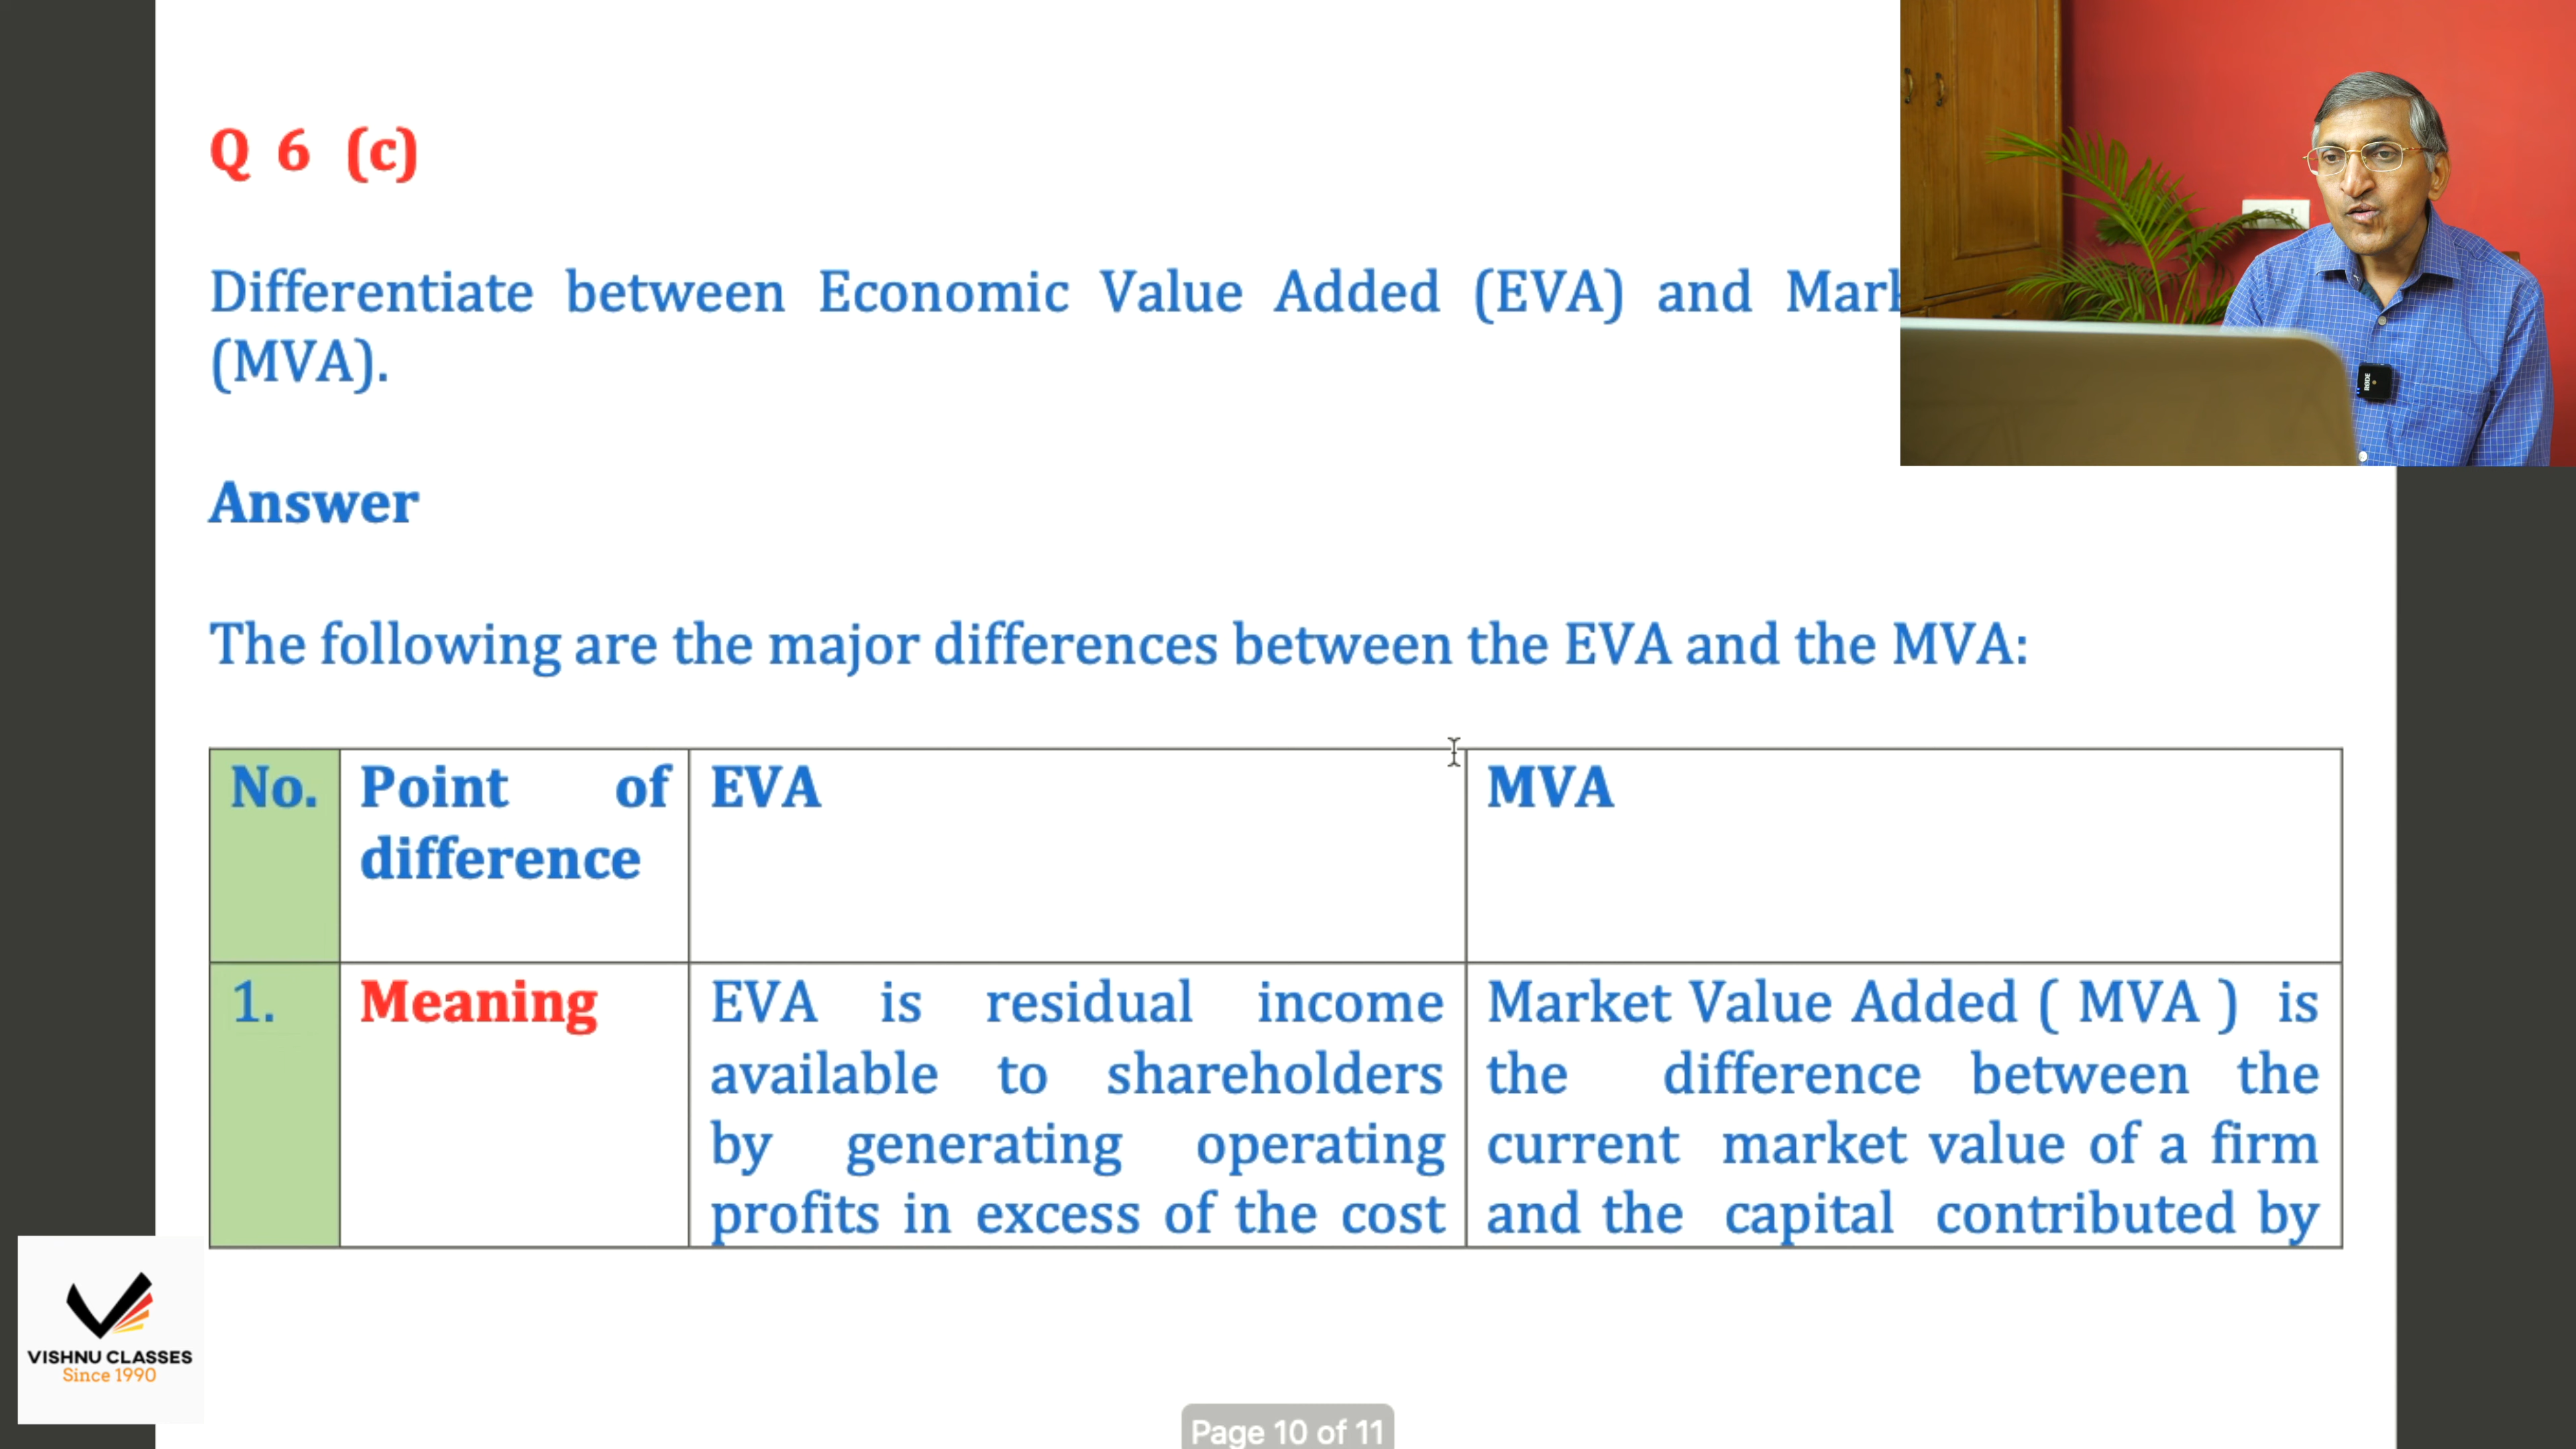 Q 6 (c)
Differentiate between Economic Value Added (EVA) and
(MVA).
Answer
The following are the major differences between the EVA and the MVA:
No. Point of difference EVA MVA
1. Meaning
EVA is residual income
available to shareholders
by generating operating
profits in excess of the cost
Market Value Added ( MVA ) is
the difference between the
current market value of a firm
and the capital contributed by
VISHNU CLASSES
Since 1990
Page 10 of 11
RØDE